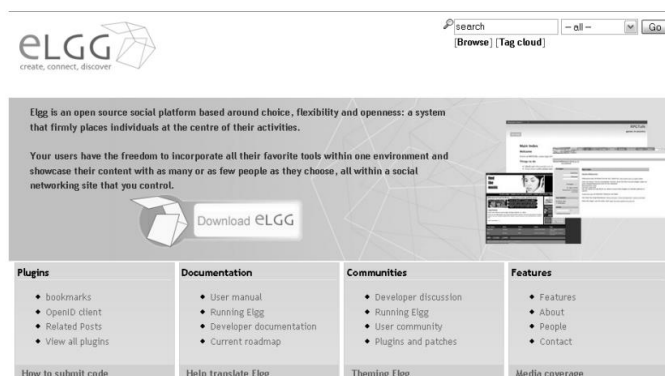 search
-- all --
Go
[Browse] [Tag cloud]
eLGG
create, connect, discover
Elgg is an open source social platform based around choice, flexibility and openness: a system
that firmly places individuals at the centre of their activities.
Your users have the freedom to incorporate all their favorite tools within one environment and
showcase their content with as many or as few people as they choose, all within a social
networking site that you control.
Download eLGG
Plugins
bookmarks
OpenID client
Related Posts
View all plugins
How to submit code
Documentation
User manual
Running Elgg
Developer documentation
Current roadmap
Help translate Elgg
Communities
Developer discussion
Running Elgg
User community
Plugins and patches
Theming Elgg
Features
Features
About
People
Contact
Media coverage